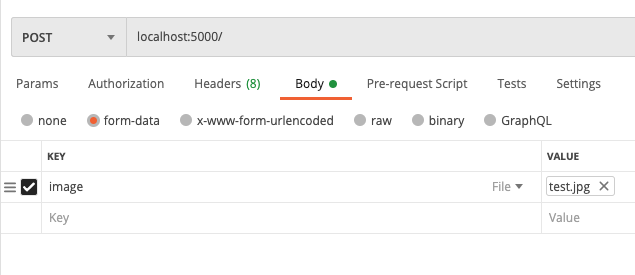 POST localhost:5000/
Params Authorization Headers (8) Body Pre-request Script Tests Settings
none form-data x-www-form-urlencoded raw binary GraphQL
KEY VALUE
image File test.jpg
Key Value